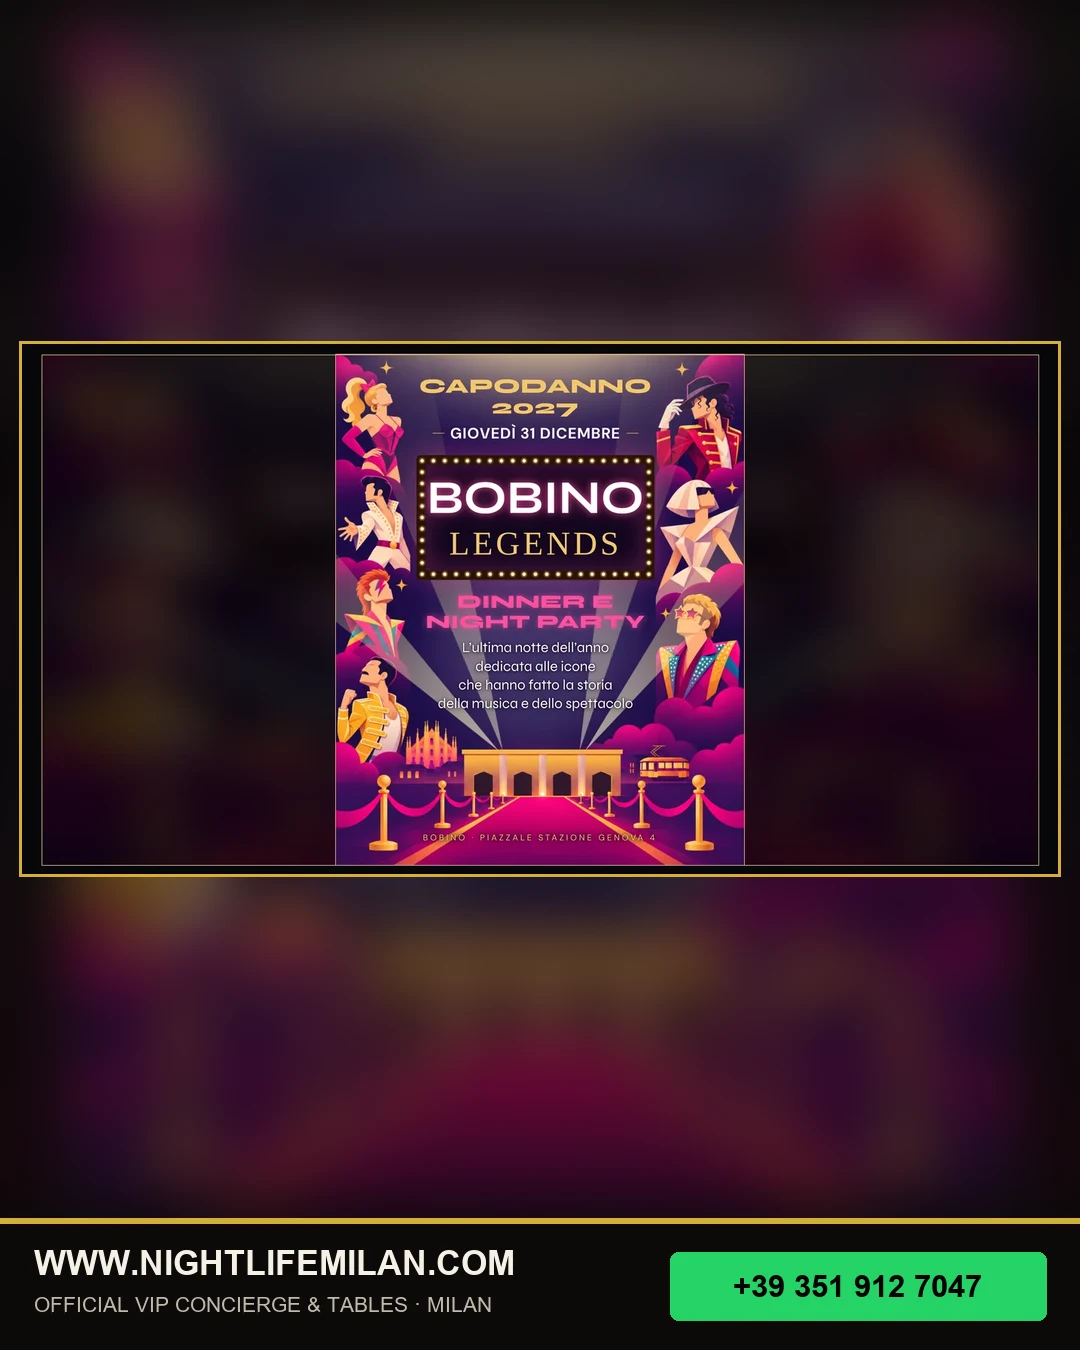 CAPODANNO
2027
GIOVEDÌ 31 DICEMBRE
BOBINO
LEGENDS
DINNER E
NIGHT PARTY
L'ultima notte dell'anno
dedicata alle icone
che hanno fatto la storia
della musica e dello spettacolo
BOBINO · PIAZZALE STAZIONE GENOVA 4
WWW.NIGHTLIFEMILAN.COM
OFFICIAL VIP CONCIERGE & TABLES · MILAN
+39 351 912 7047